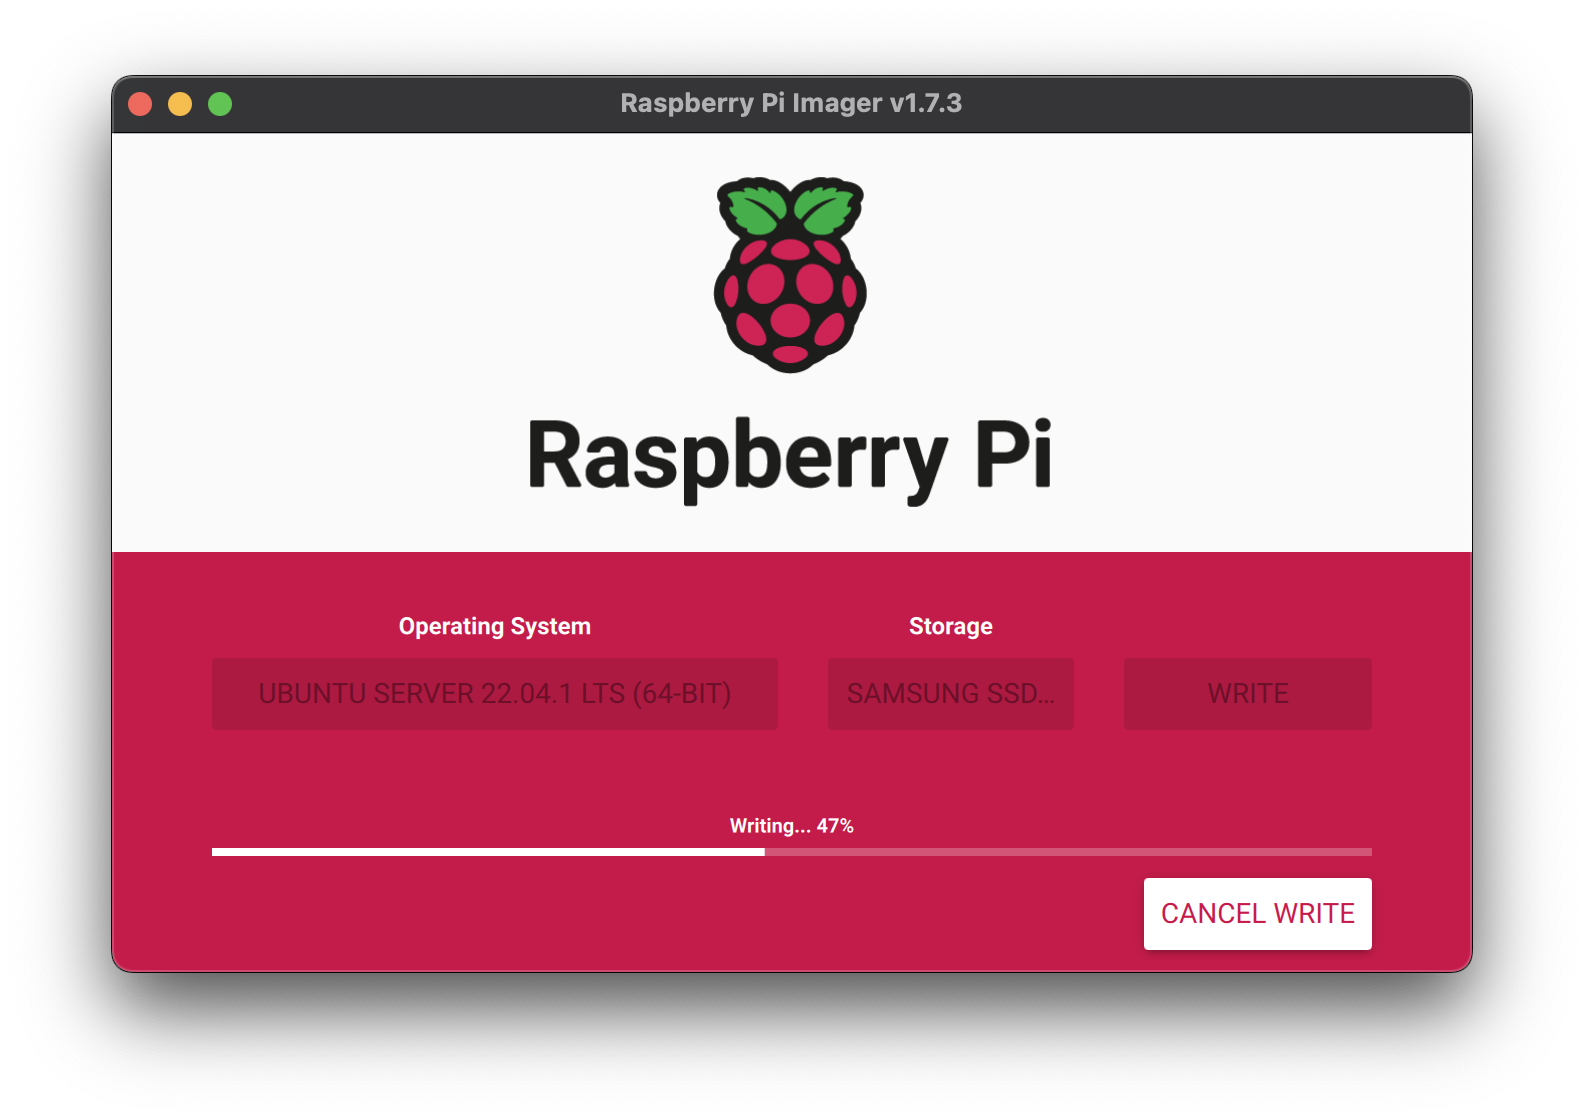 Raspberry Pi Imager v1.7.3
Raspberry Pi
Operating System
Storage
UBUNTU SERVER 22.04.1 LTS (64-BIT)
SAMSUNG SSD...
WRITE
Writing... 47%
CANCEL WRITE